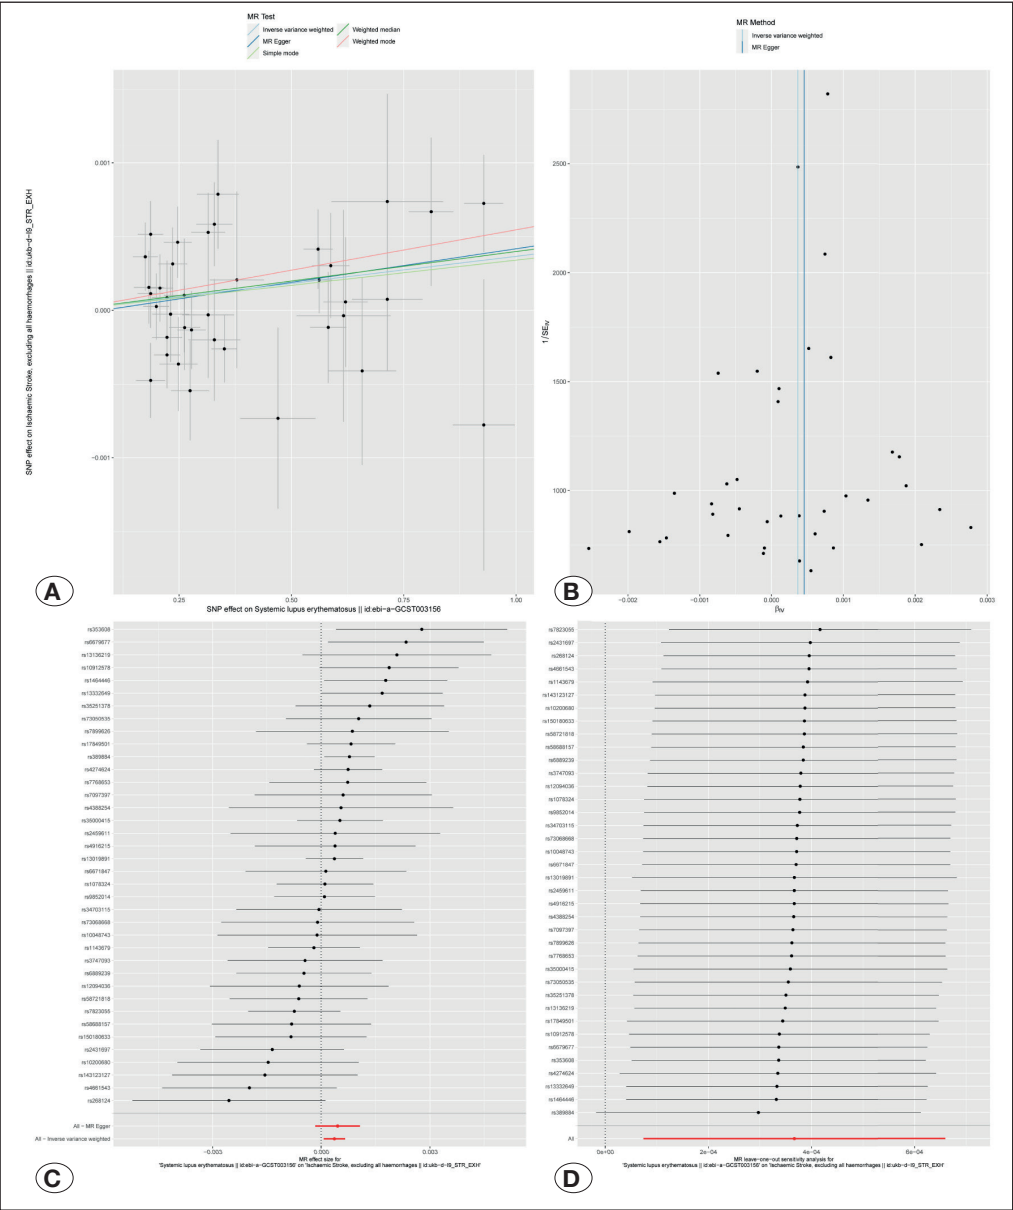 MR Test
Inverse variance weighted
Weighted median
MR Egger
Weighted mode
Simple mode
SNP effect on Ischaemic Stroke, excluding all haemorrhages || id:ukb-d-I9_STR_EXH
0.001
0.000
−0.001
0.25
0.50
0.75
1.00
SNP effect on Systemic lupus erythematosus || id:ebi-a-GCST003156
A
MR Method
Inverse variance weighted
MR Egger
1/SEIV
2500
2000
1500
1000
−0.002
−0.001
0.000
0.001
0.002
0.003
βIV
B
rs353608
rs6679677
rs13136219
rs10912578
rs1464446
rs13332649
rs35251378
rs73050535
rs7899626
rs17849501
rs389884
rs4274624
rs7768653
rs7097397
rs4388254
rs35000415
rs2459611
rs4916215
rs13019891
rs6671847
rs1078324
rs9852014
rs34703115
rs73068668
rs10048743
rs1143679
rs3747093
rs6889239
rs12094036
rs58721818
rs7823055
rs58688157
rs150180633
rs2431697
rs10200680
rs143123127
rs4661543
rs268124
All − MR Egger
All − Inverse variance weighted
−0.003
0.000
0.003
MR effect size for
'Systemic lupus erythematosus || id:ebi-a-GCST003156' on 'Ischaemic Stroke, excluding all haemorrhages || id:ukb-d-I9_STR_EXH'
C
rs7823055
rs2431697
rs268124
rs4661543
rs1143679
rs143123127
rs10200680
rs150180633
rs58721818
rs58688157
rs6889239
rs3747093
rs12094036
rs1078324
rs9852014
rs34703115
rs73068668
rs10048743
rs6671847
rs13019891
rs2459611
rs4916215
rs4388254
rs7097397
rs7899626
rs7768653
rs35000415
rs73050535
rs35251378
rs13136219
rs17849501
rs10912578
rs6679677
rs353608
rs4274624
rs13332649
rs1464446
rs389884
All
0e+00
2e−04
4e−04
6e−04
MR leave−one−out sensitivity analysis for
'Systemic lupus erythematosus || id:ebi-a-GCST003156' on 'Ischaemic Stroke, excluding all haemorrhages || id:ukb-d-I9_STR_EXH'
D